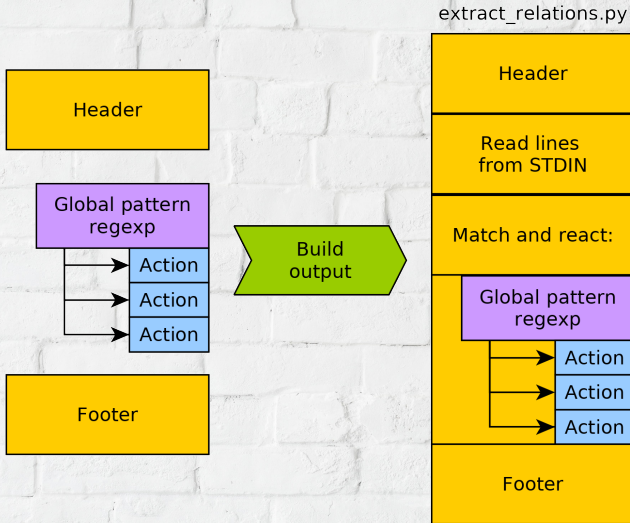 extract_relations.py
Header
Global pattern
regexp
Action
Action
Action
Footer
Build
output
Header
Read lines
from STDIN
Match and react:
Global pattern
regexp
Action
Action
Action
Footer